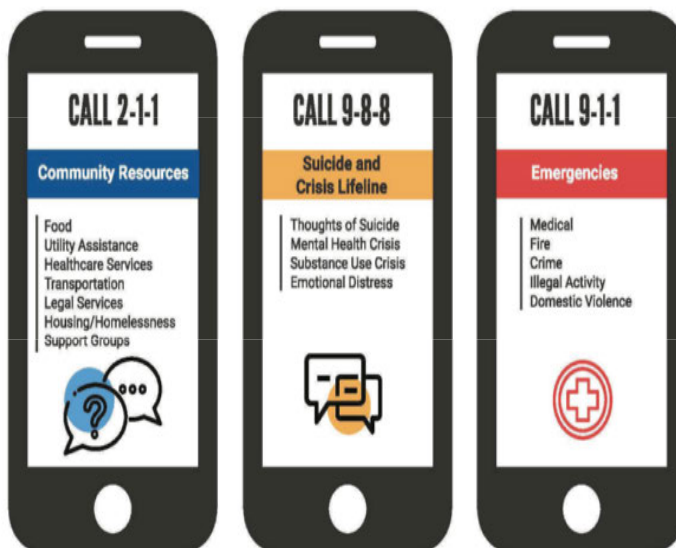 CALL 2-1-1
Community Resources
Food
Utility Assistance
Healthcare Services
Transportation
Legal Services
Housing/Homelessness
Support Groups
?
CALL 9-8-8
Suicide and
Crisis Lifeline
Thoughts of Suicide
Mental Health Crisis
Substance Use Crisis
Emotional Distress
CALL 9-1-1
Emergencies
Medical
Fire
Crime
Illegal Activity
Domestic Violence